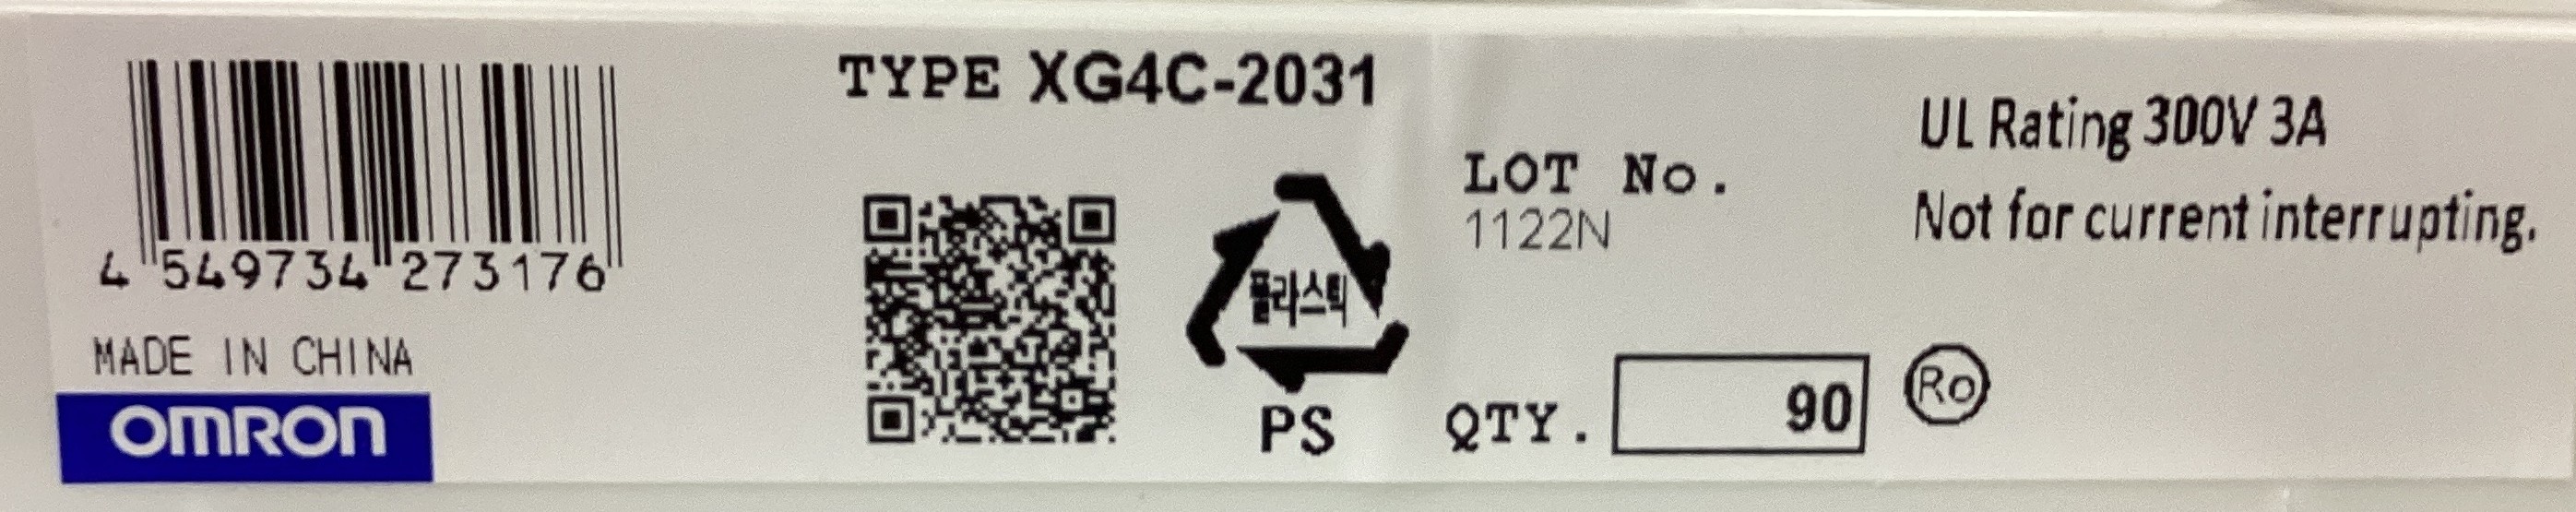 TYPE XG4C-2031
4 549734 273176
MADE IN CHINA
OMRON
플라스틱
PS
LOT No.
1122N
QTY. 90
UL Rating 300V 3A
Not for current interrupting.
Ro